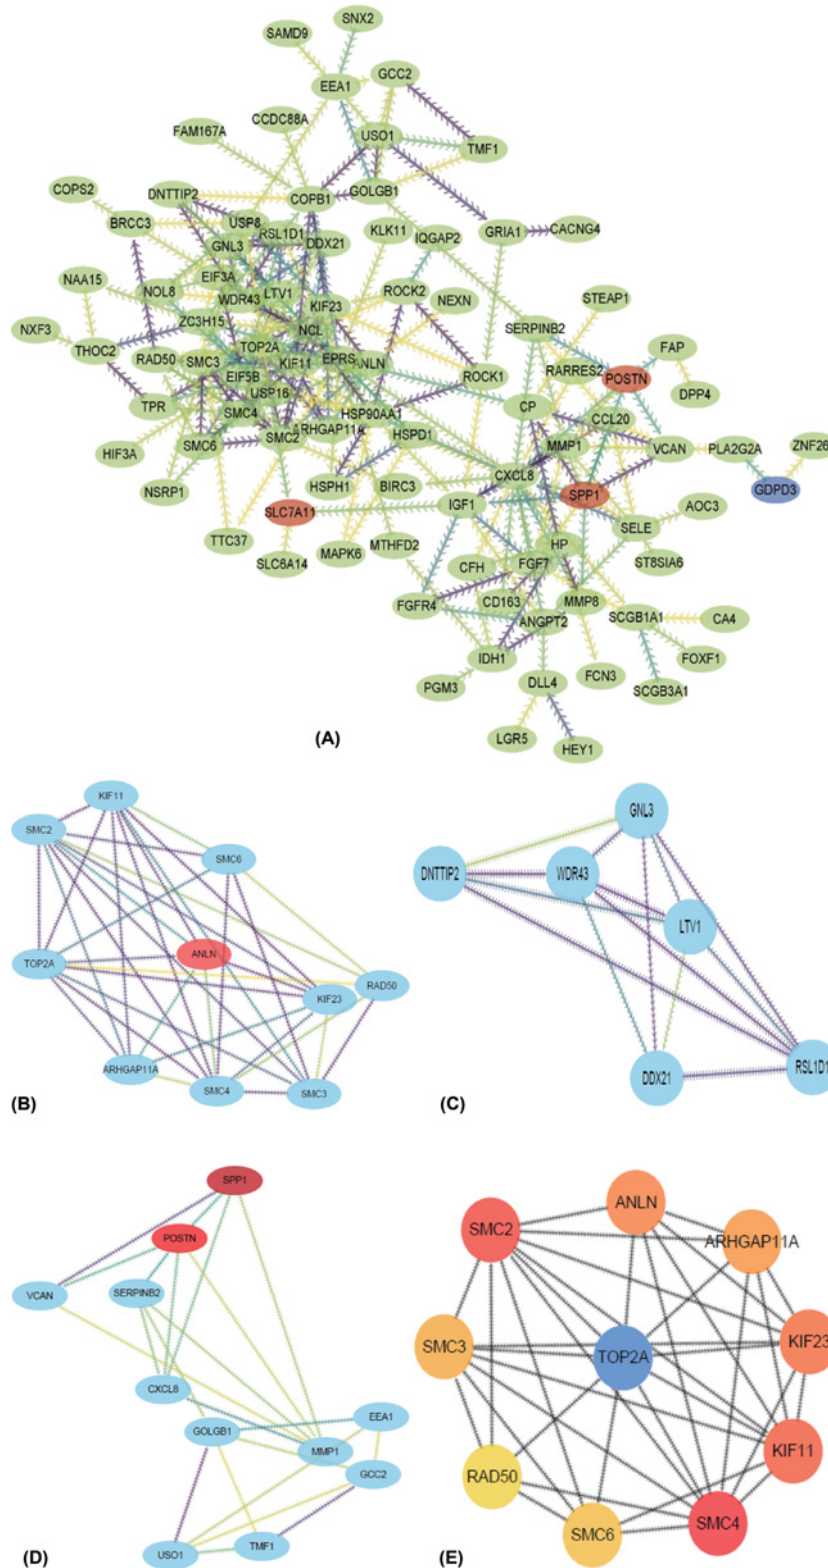 SNX2
SAMD9
EEA1
GCC2
CCDC88A
FAM167A
USO1
TMF1
COPS2
DNTTIP2
COPB1
GOLGB1
BRCC3
USP8
RSL1D1
KLK11
IQGAP2
GRIA1
CACNG4
GNL3
DDX21
NAA15
EIF3A
NOL8
WDR43
LTV1
KIF23
ROCK2
NEXN
STEAP1
NXF3
ZC3H15
NCL
SERPINB2
THOC2
TOP2A
FAP
RAD50
SMC3
KIF11
EPRS
ANLN
ROCK1
RARRES2
POSTN
EIF5B
DPP4
TPR
USP16
CP
SMC4
HSP90AA1
CCL20
ARHGAP11A
HSPD1
MMP1
VCAN
PLA2G2A
ZNF26
HIF3A
SMC6
SMC2
CXCL8
NSRP1
HSPH1
BIRC3
SPP1
GDPD3
SLC7A11
IGF1
AOC3
TTC37
SELE
MAPK6
MTHFD2
HP
SLC6A14
CFH
FGF7
ST8SIA6
FGFR4
CD163
MMP8
ANGPT2
SCGB1A1
CA4
IDH1
FOXF1
PGM3
DLL4
FCN3
SCGB3A1
LGR5
HEY1
(A)
KIF11
SMC2
SMC6
ANLN
TOP2A
RAD50
KIF23
ARHGAP11A
SMC4
SMC3
(B)
GNL3
DNTTIP2
WDR43
LTV1
DDX21
RSL1D1
(C)
SPP1
POSTN
VCAN
SERPINB2
CXCL8
GOLGB1
EEA1
MMP1
GCC2
USO1
TMF1
(D)
ANLN
SMC2
ARHGAP11A
SMC3
TOP2A
KIF23
KIF11
RAD50
SMC4
SMC6
(E)